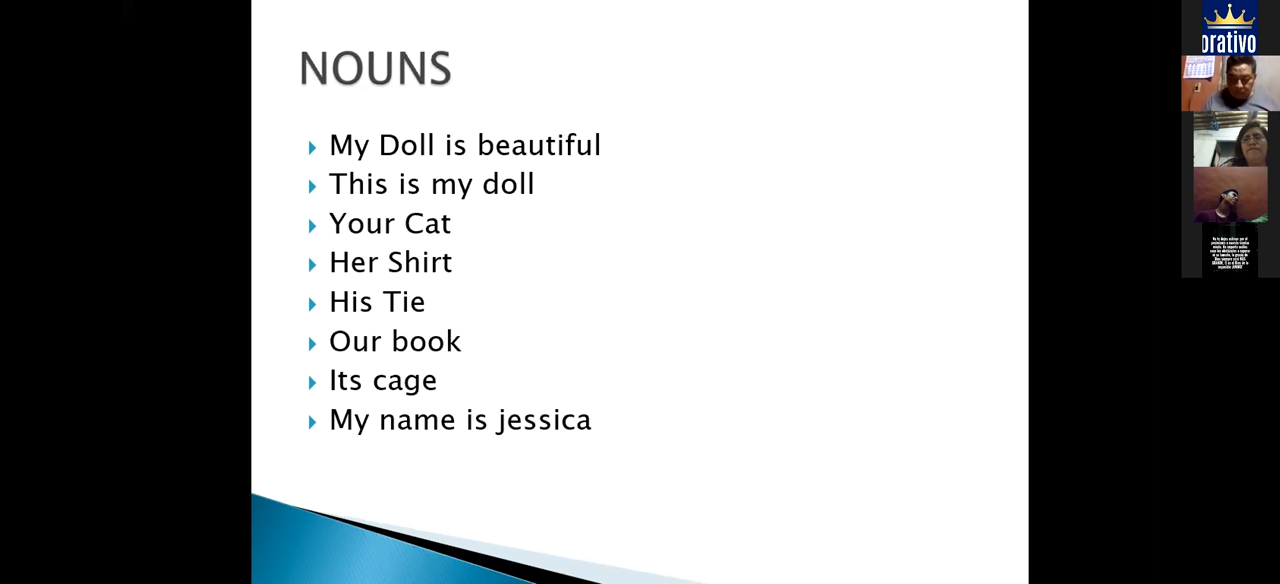 NOUNS
My Doll is beautiful
This is my doll
Your Cat
Her Shirt
His Tie
Our book
Its cage
My name is jessica
orativo